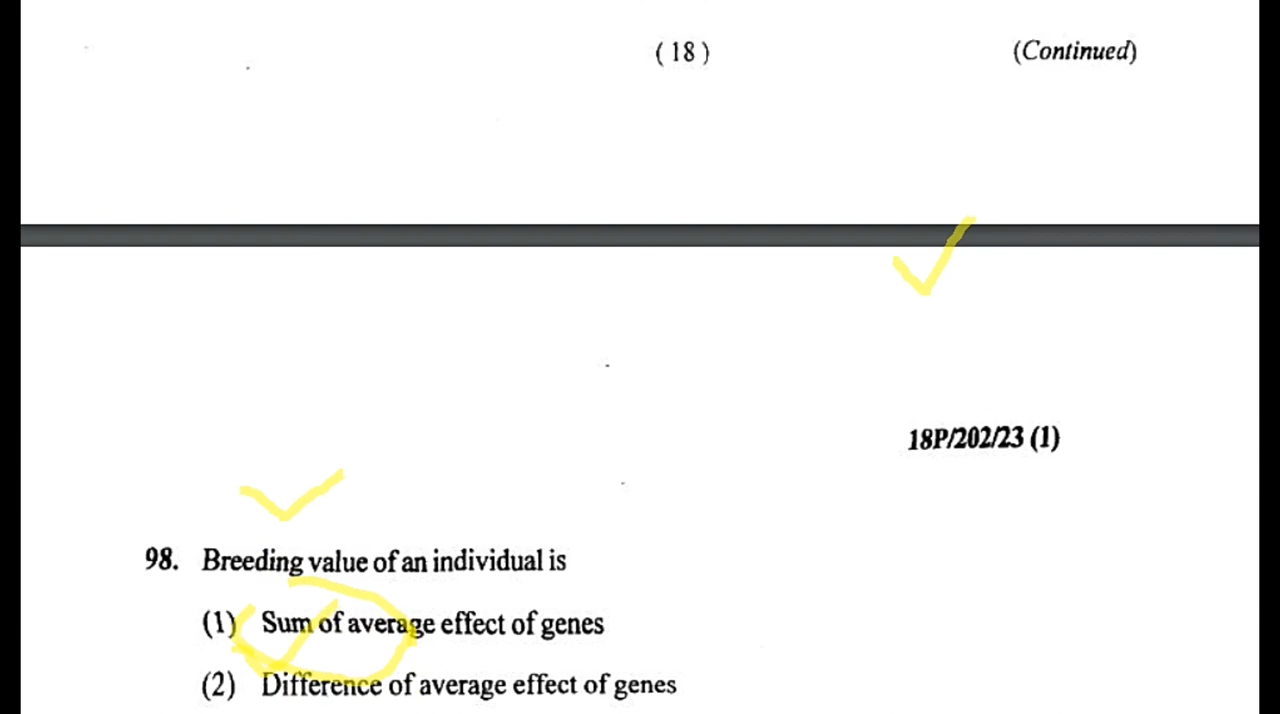 (18) (Continued)
18P/202/23 (1)
98. Breeding value of an individual is
(1) Sum of average effect of genes
(2) Difference of average effect of genes